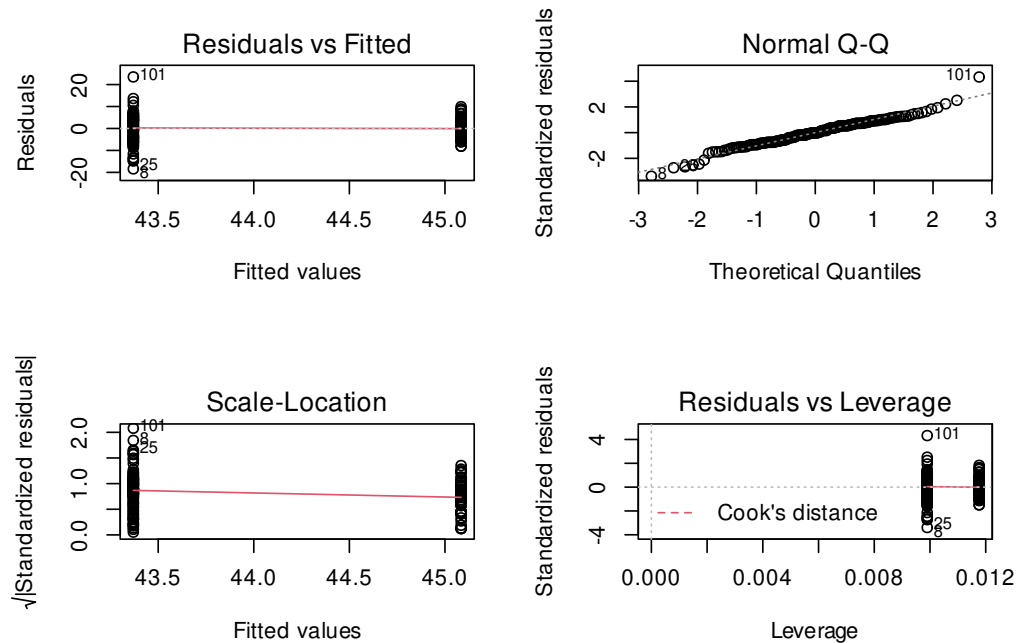 Residuals vs Fitted
Residuals
20
0
-20
101
25
8
43.5 44.0 44.5 45.0
Fitted values
Normal Q-Q
Standardized residuals
2
-2
101
8
-3 -2 -1 0 1 2 3
Theoretical Quantiles
Scale-Location
√|Standardized residuals|
2.0
1.0
0.0
101
8
25
43.5 44.0 44.5 45.0
Fitted values
Residuals vs Leverage
Standardized residuals
4
0
-4
101
Cook's distance
25
8
0.000 0.004 0.008 0.012
Leverage